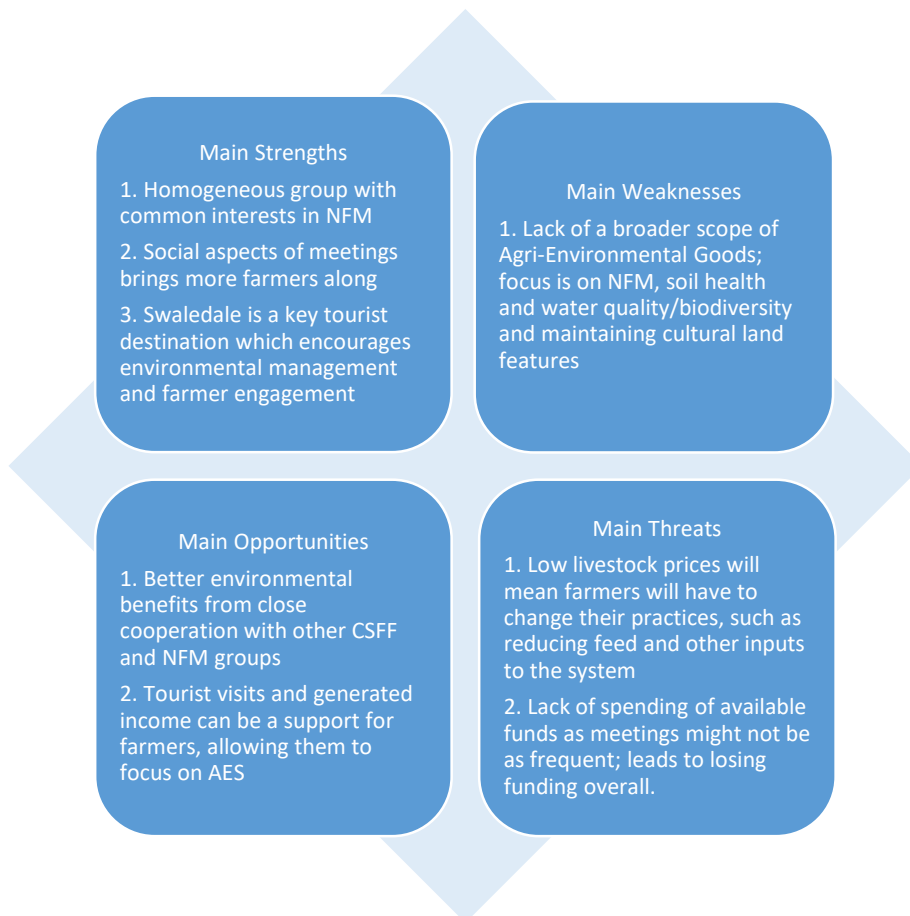 Main Strengths
1. Homogeneous group with
common interests in NFM
2. Social aspects of meetings
brings more farmers along
3. Swaledale is a key tourist
destination which encourages
environmental management
and farmer engagement
Main Weaknesses
1. Lack of a broader scope of
Agri-Environmental Goods;
focus is on NFM, soil health
and water quality/biodiversity
and maintaining cultural land
features
Main Opportunities
1. Better environmental
benefits from close
cooperation with other CSFF
and NFM groups
2. Tourist visits and generated
income can be a support for
farmers, allowing them to
focus on AES
Main Threats
1. Low livestock prices will
mean farmers will have to
change their practices, such as
reducing feed and other inputs
to the system
2. Lack of spending of available
funds as meetings might not be
as frequent; leads to losing
funding overall.